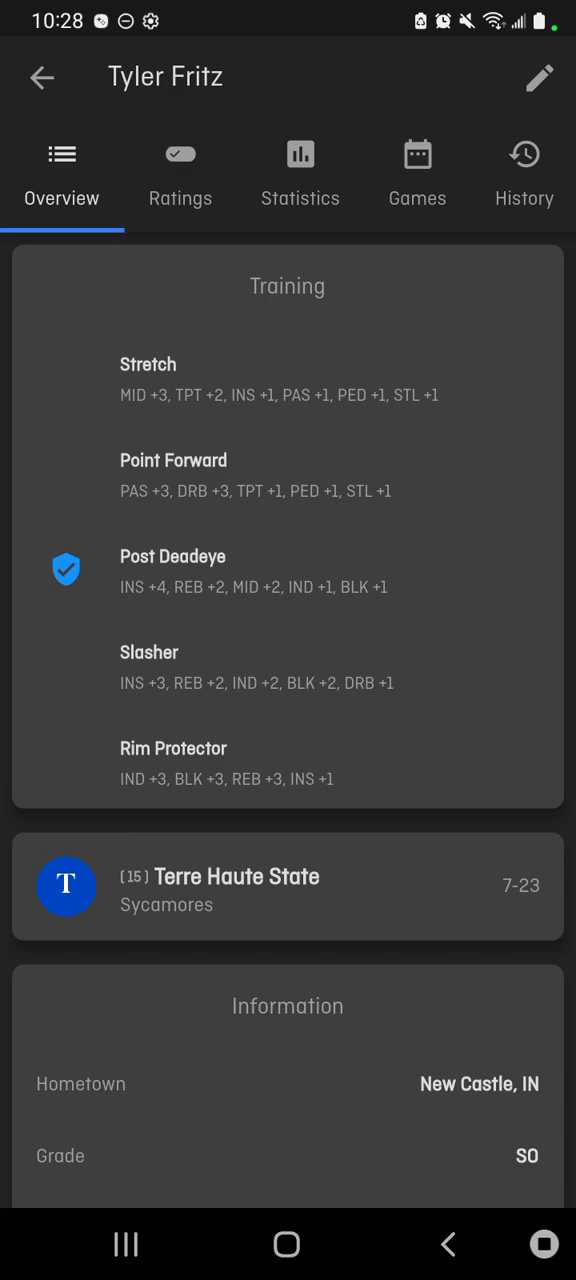 10:28
Tyler Fritz
Overview
Ratings
Statistics
Games
History
Training
Stretch
MID +3, TPT +2, INS +1, PAS +1, PED +1, STL +1
Point Forward
PAS +3, DRB +3, TPT +1, PED +1, STL +1
Post Deadeye
INS +4, REB +2, MID +2, IND +1, BLK +1
Slasher
INS +3, REB +2, IND +2, BLK +2, DRB +1
Rim Protector
IND +3, BLK +3, REB +3, INS +1
T
(15) Terre Haute State
7-23
Sycamores
Information
Hometown
New Castle, IN
Grade
SO